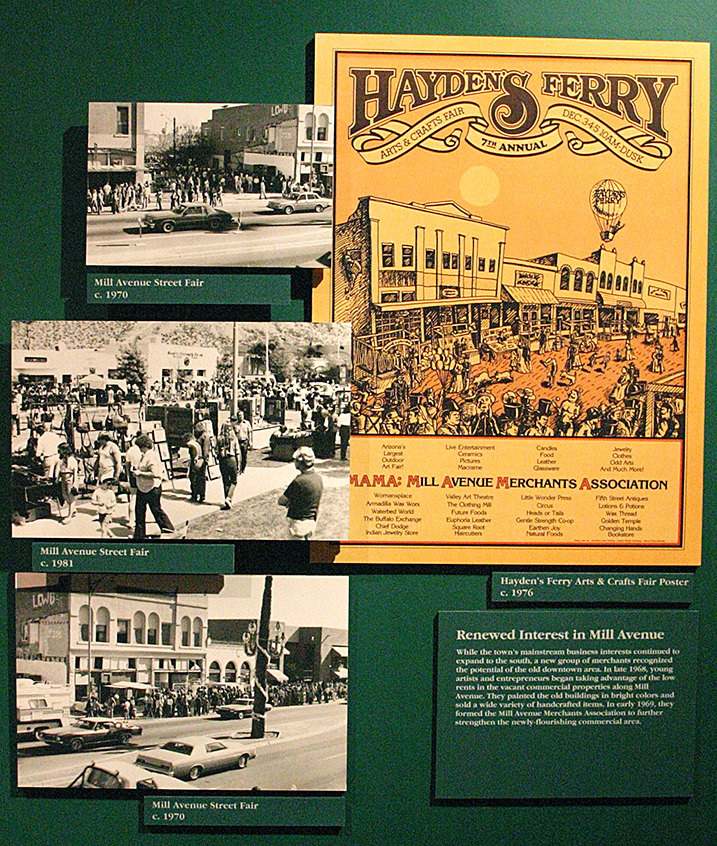 HAYDEN'S FERRY
ARTS & CRAFTS FAIR
7TH ANNUAL
DEC. 3·4·5 10AM-DUSK
HAYDEN'S FERRY
LOWD
Mill Avenue Street Fair
c. 1970
Mill Avenue Street Fair
c. 1981
Arizona's
Largest
Outdoor
Art Fair!
Live Entertainment
Ceramics
Pictures
Macrame
Candles
Food
Leather
Glassware
Jewelry
Clothes
Odd Arts
And Much More!
MAMA: MILL AVENUE MERCHANTS ASSOCIATION
Womansplace
Armadilla Wax Worx
Waterbed World
The Buffalo Exchange
Chief Dodge
Indian Jewelry Store
Valley Art Theatre
The Clothing Mill
Future Foods
Euphoria Leather
Square Root
Haircutters
Little Wonder Press
Circus
Heads or Tails
Gentle Strength Co-op
Earthen Joy
Natural Foods
Fifth Street Antiques
Lotions & Potions
Wax Thread
Golden Temple
Changing Hands
Bookstore
Hayden's Ferry Arts & Crafts Fair Poster
c. 1976
LOWD
Mill Avenue Street Fair
c. 1970
Renewed Interest in Mill Avenue
While the town's mainstream business interests continued to
expand to the south, a new group of merchants recognized
the potential of the old downtown area. In late 1968, young
artists and entrepreneurs began taking advantage of the low
rents in the vacant commercial properties along Mill
Avenue. They painted the old buildings in bright colors and
sold a wide variety of handcrafted items. In early 1969, they
formed the Mill Avenue Merchants Association to further
strengthen the newly-flourishing commercial area.